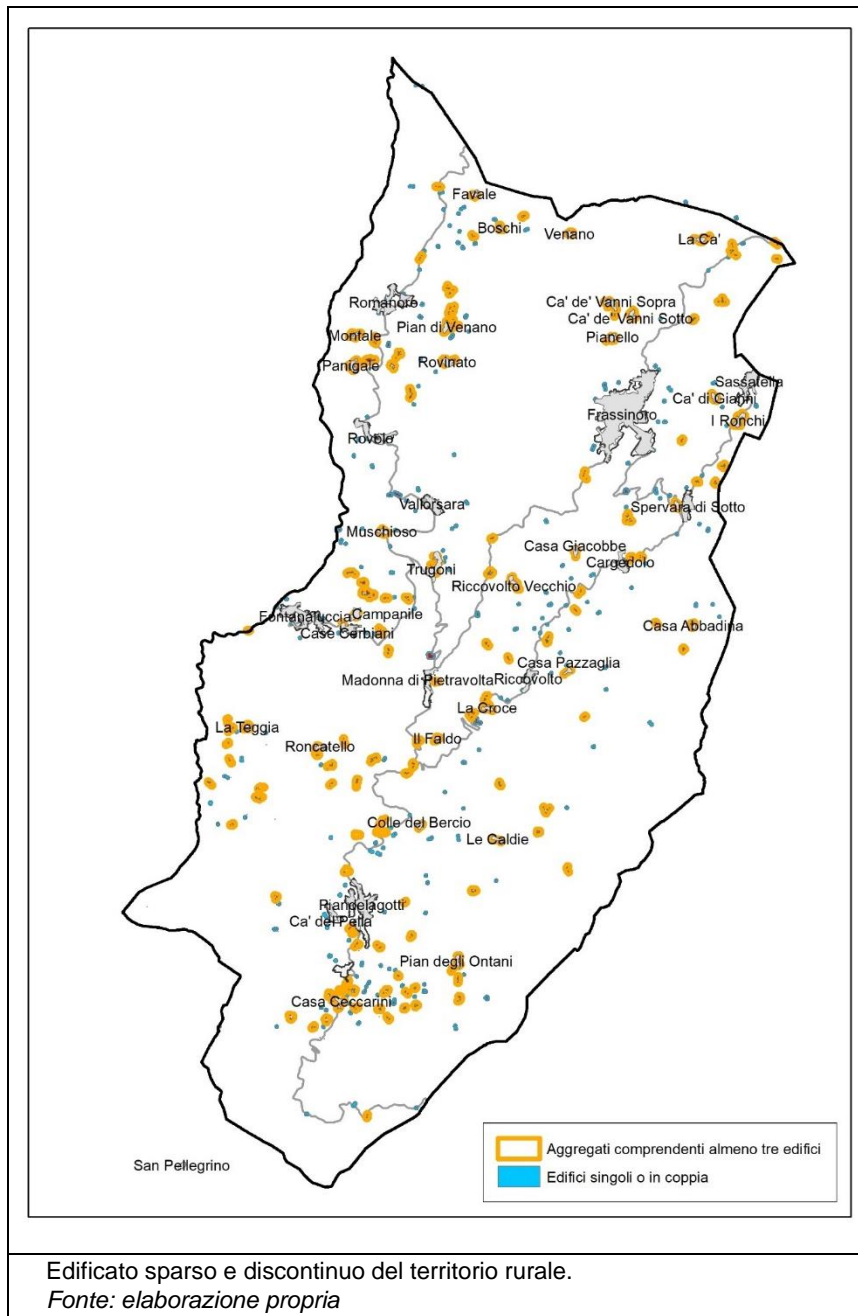 Favale
Boschi
Venano
La Ca'
Romanoro
Ca' de' Vanni Sopra
Pian di Venano
Ca' de' Vanni Sotto
Montale
Pianello
Panigale
Rovinato
Sassatella
Ca' di Gianni
Frassinoro
I Ronchi
Rovolo
Valforsara
Spervara di Sotto
Muschioso
Casa Giacobbe
Cargedolo
Trugoni
Riccovolto Vecchio
Fontanaluccia
Campanile
Case Cerbiani
Casa Abbadina
Casa Pazzaglia
Madonna di Pietravolta
Riccovolto
La Croce
La Teggia
Il Faldo
Roncatello
Colle del Bercio
Le Caldie
Piandelagotti
Ca' del Pella
Pian degli Ontani
Casa Ceccarini
San Pellegrino
Aggregati comprendenti almeno tre edifici
Edifici singoli o in coppia
Edificato sparso e discontinuo del territorio rurale.
Fonte: elaborazione propria